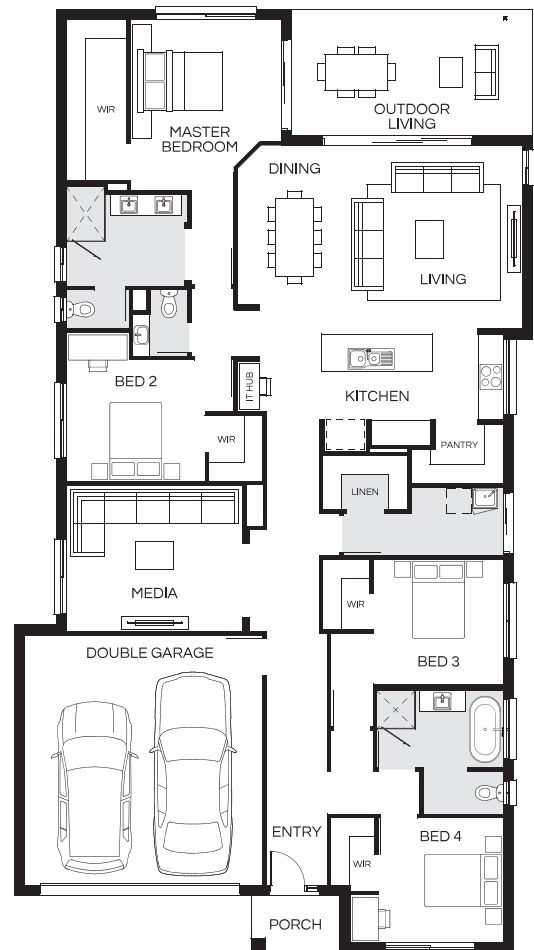 OUTDOOR
LIVING
WIR
MASTER
BEDROOM
DINING
LIVING
BED 2
IT HUB
KITCHEN
WIR
PANTRY
LINEN
MEDIA
WIR
DOUBLE GARAGE
BED 3
ENTRY
BED 4
WIR
PORCH